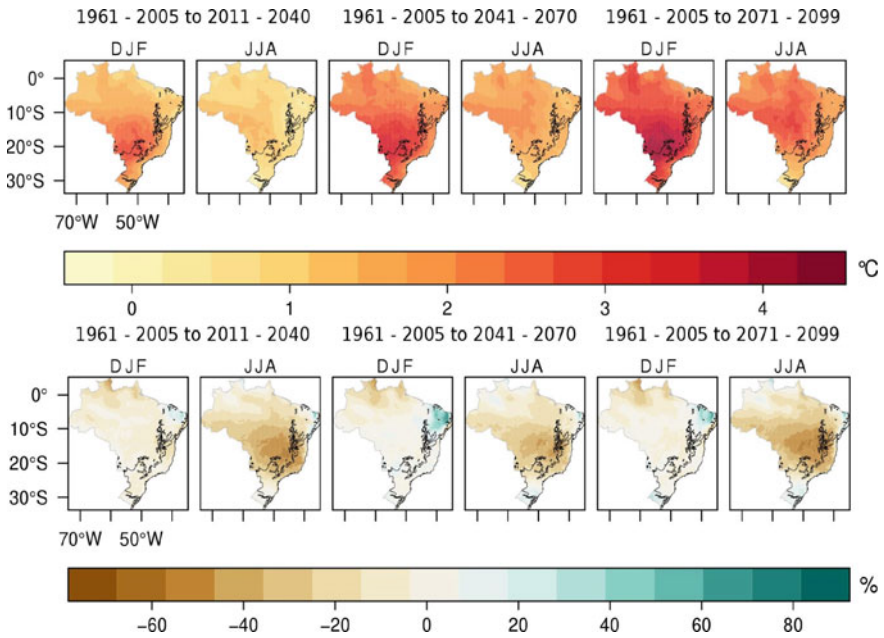 1961 - 2005 to 2011 - 2040 1961 - 2005 to 2041 - 2070 1961 - 2005 to 2071 - 2099
DJF JJA DJF JJA DJF JJA
0°
10°S
20°S
30°S
70°W 50°W
°C
0 1 2 3 4
1961 - 2005 to 2011 - 2040 1961 - 2005 to 2041 - 2070 1961 - 2005 to 2071 - 2099
DJF JJA DJF JJA DJF JJA
0°
10°S
20°S
30°S
70°W 50°W
%
−60 −40 −20 0 20 40 60 80